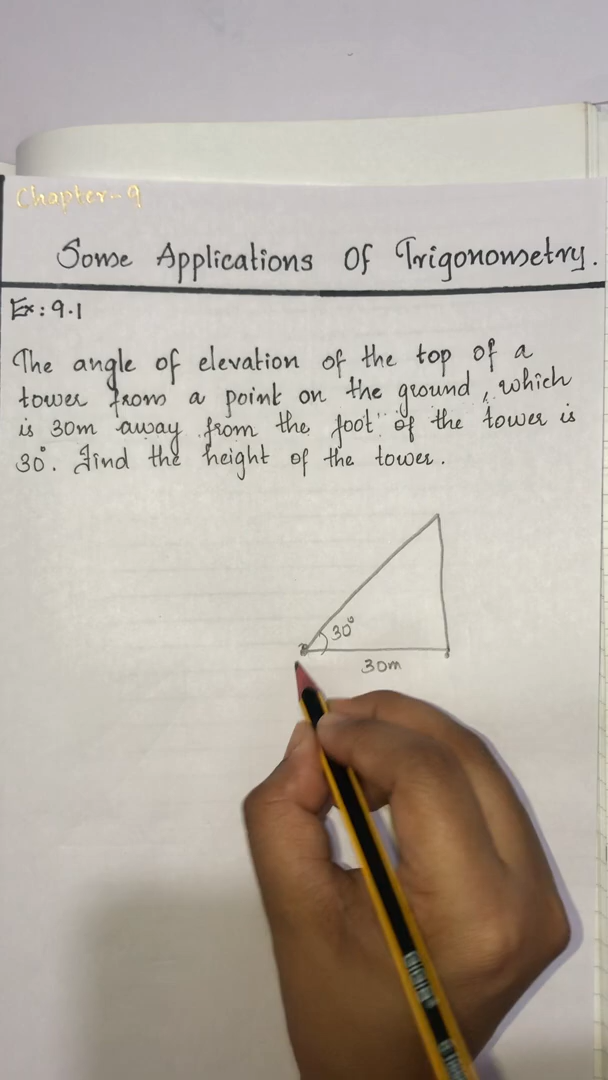 Chapter-9
Some Applications Of Trigonometry.
Ex: 9.1
The angle of elevation of the top of a
tower from a point on the ground, which
is 30m away from the foot of the tower is
30°. Find the height of the tower.
30°
30m